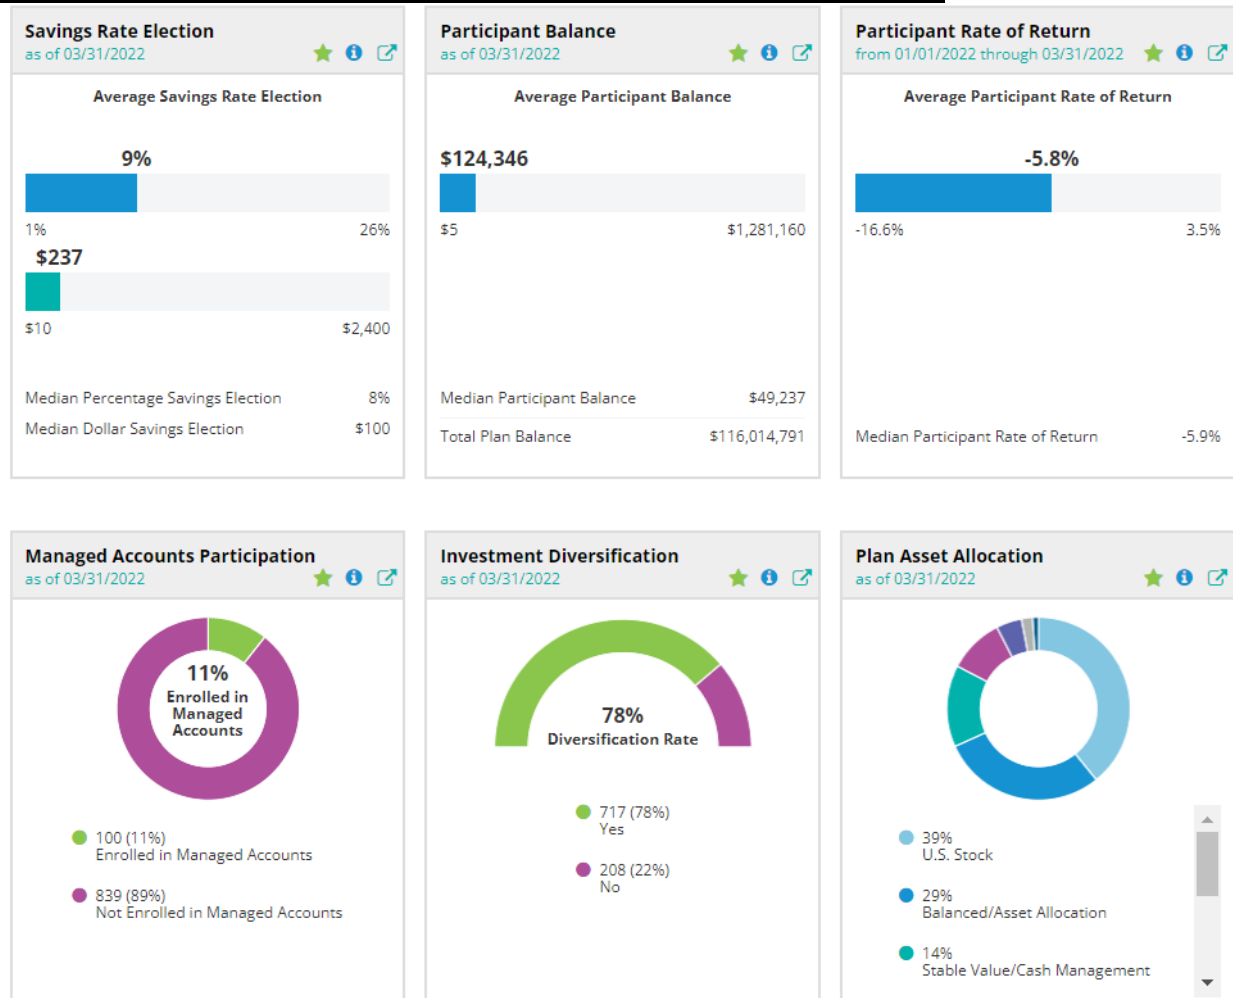 Savings Rate Election
as of 03/31/2022
Average Savings Rate Election
9%
1%
26%
$237
$10
$2,400
Median Percentage Savings Election 8%
Median Dollar Savings Election $100
Participant Balance
as of 03/31/2022
Average Participant Balance
$124,346
$5
$1,281,160
Median Participant Balance $49,237
Total Plan Balance $116,014,791
Participant Rate of Return
from 01/01/2022 through 03/31/2022
Average Participant Rate of Return
-5.8%
-16.6%
3.5%
Median Participant Rate of Return -5.9%
Managed Accounts Participation
as of 03/31/2022
11%
Enrolled in
Managed
Accounts
100 (11%)
Enrolled in Managed Accounts
839 (89%)
Not Enrolled in Managed Accounts
Investment Diversification
as of 03/31/2022
78%
Diversification Rate
717 (78%)
Yes
208 (22%)
No
Plan Asset Allocation
as of 03/31/2022
39%
U.S. Stock
29%
Balanced/Asset Allocation
14%
Stable Value/Cash Management